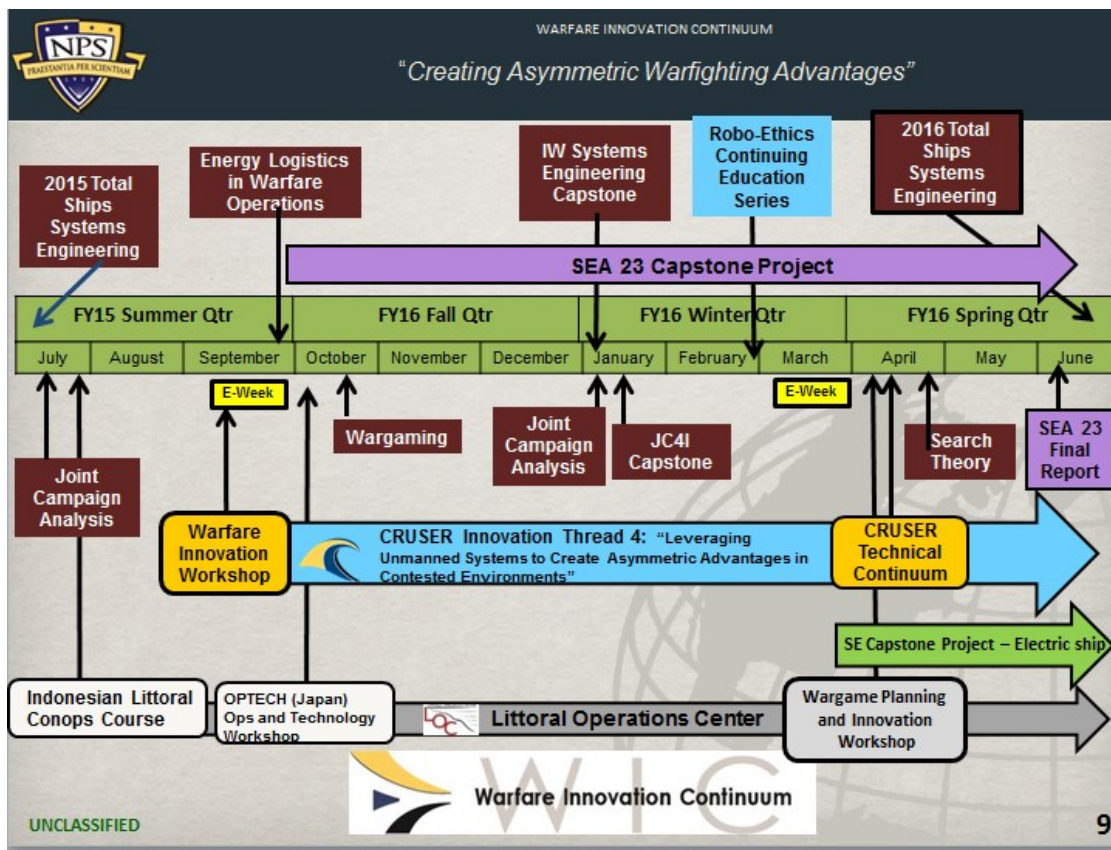 WARFARE INNOVATION CONTINUUM
"Creating Asymmetric Warfighting Advantages"
NPS
PRAESTANTIA PER SCIENTIAM
2015 Total
Ships
Systems
Engineering
Energy Logistics
in Warfare
Operations
IW Systems
Engineering
Capstone
Robo-Ethics
Continuing
Education
Series
2016 Total
Ships
Systems
Engineering
SEA 23 Capstone Project
FY15 Summer Qtr
FY16 Fall Qtr
FY16 Winter Qtr
FY16 Spring Qtr
July
August
September
October
November
December
January
February
March
April
May
June
E-Week
E-Week
Joint
Campaign
Analysis
Wargaming
Joint
Campaign
Analysis
JC4I
Capstone
Search
Theory
SEA 23
Final
Report
Warfare
Innovation
Workshop
CRUSER Innovation Thread 4: "Leveraging
Unmanned Systems to Create Asymmetric Advantages in
Contested Environments"
CRUSER
Technical
Continuum
SE Capstone Project – Electric ship
Indonesian Littoral
Conops Course
OPTECH (Japan)
Ops and Technology
Workshop
LOC
Littoral Operations Center
Wargame Planning
and Innovation
Workshop
WIC
Warfare Innovation Continuum
UNCLASSIFIED
9